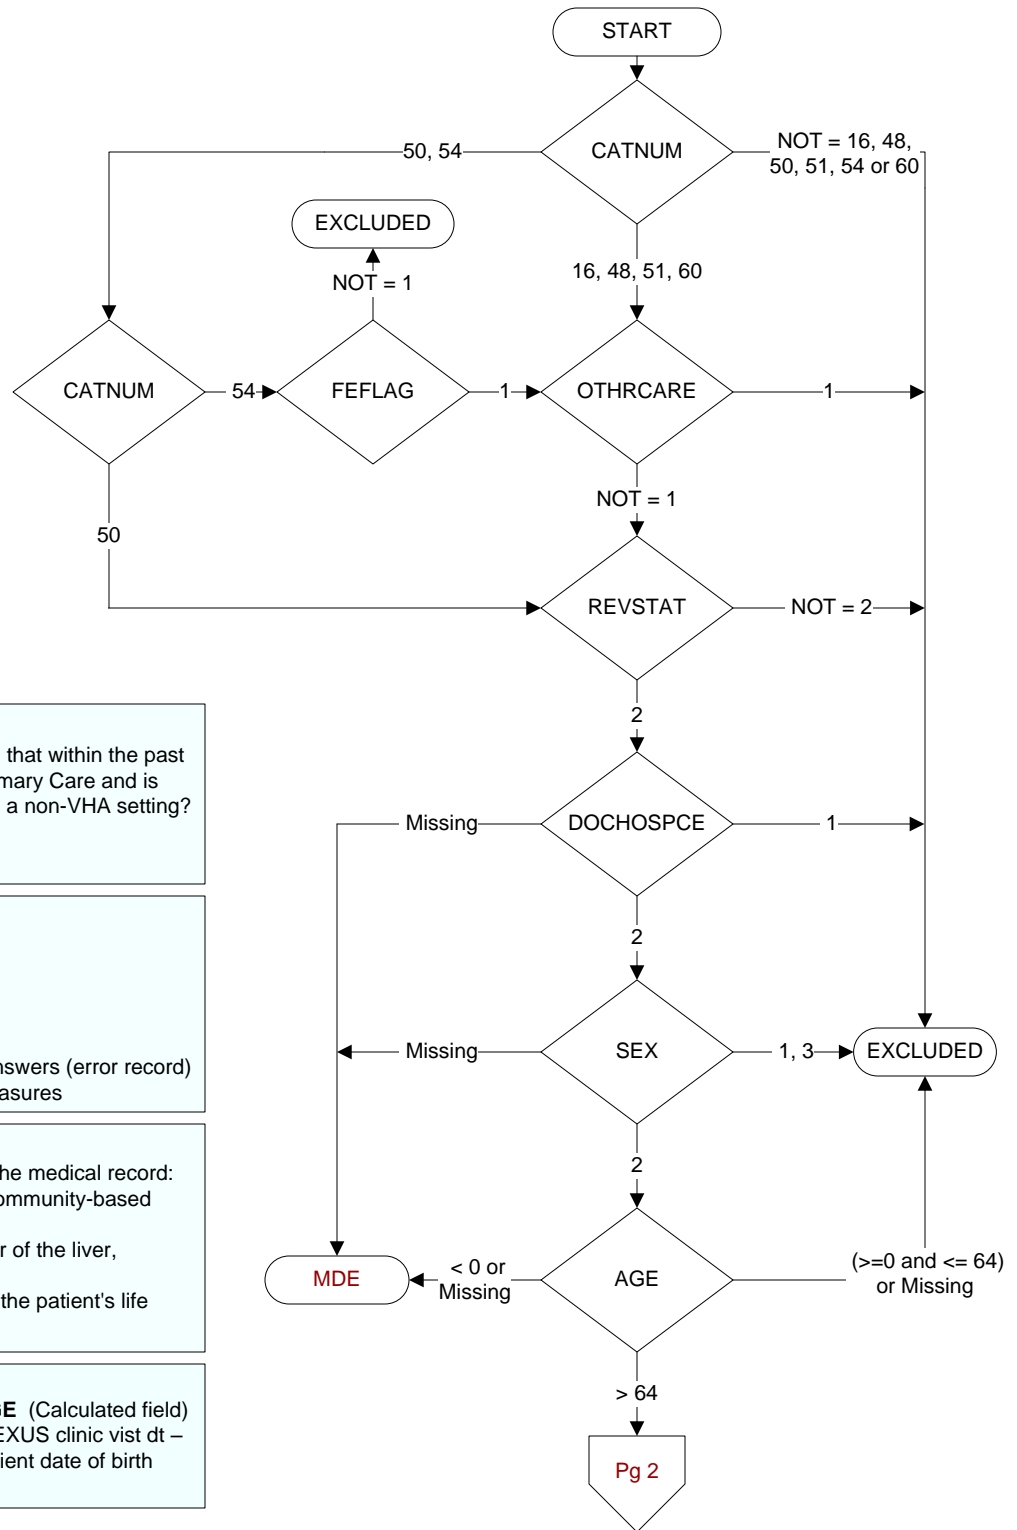 START
CATNUM
50, 54
NOT = 16, 48,
50, 51, 54 or 60
EXCLUDED
NOT = 1
16, 48, 51, 60
CATNUM
54
FEFLAG
1
OTHRCARE
1
NOT = 1
50
REVSTAT
NOT = 2
2
that within the past
mary Care and is
a non-VHA setting?
Missing
DOCHOSPCE
1
2
Missing
SEX
1, 3
EXCLUDED
nswers (error record)
asures
2
he medical record:
ommunity-based
r of the liver,
the patient's life
MDE
< 0 or
Missing
AGE
(>=0 and <= 64)
or Missing
> 64
GE (Calculated field)
EXUS clinic vist dt –
ient date of birth
Pg 2